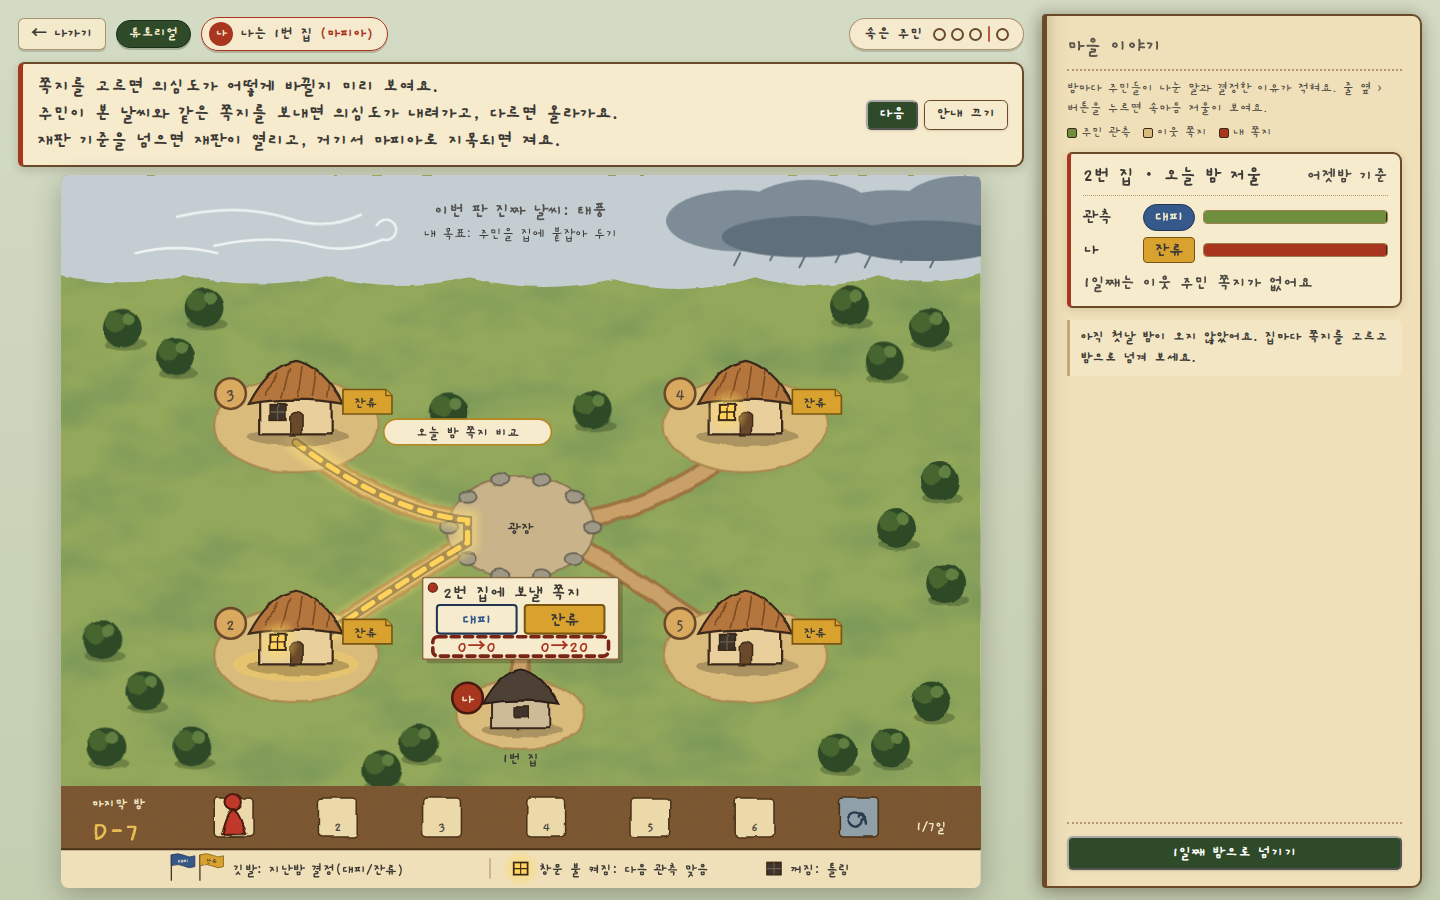 ← 나가기
튜토리얼
나 나는 1번 집 (마피아)
속은 주민
쪽지를 고르면 의심도가 어떻게 바뀔지 미리 보여요.
주민이 본 날씨와 같은 쪽지를 보내면 의심도가 내려가고, 다르면 올라가요.
재판 기준을 넘으면 재판이 열리고, 거기서 마피아로 지목되면 져요.
다음
안내 끄기
이번 판 진짜 날씨: 태풍
내 목표: 주민을 집에 붙잡아 두기
3
잔류
4
잔류
오늘 밤 쪽지 비교
광장
2
잔류
2번 집에 보낼 쪽지
대피
잔류
0→0
0→20
5
잔류
나
1번 집
마지막 밤
D-7
2
3
4
5
6
1/7일
대피
잔류
깃발: 지난밤 결정(대피/잔류)
창문 불 켜짐: 다음 관측 맞음
꺼짐: 틀림
마을 이야기
밤마다 주민들이 나눈 말과 결정한 이유가 적혀요. 줄 옆 ›
버튼을 누르면 속마음 저울이 보여요.
주민 관측
이웃 쪽지
내 쪽지
2번 집 · 오늘 밤 저울
어젯밤 기준
관측
대피
나
잔류
1일째는 이웃 주민 쪽지가 없어요
아직 첫날 밤이 오지 않았어요. 집마다 쪽지를 고르고
밤으로 넘겨 보세요.
1일째 밤으로 넘기기